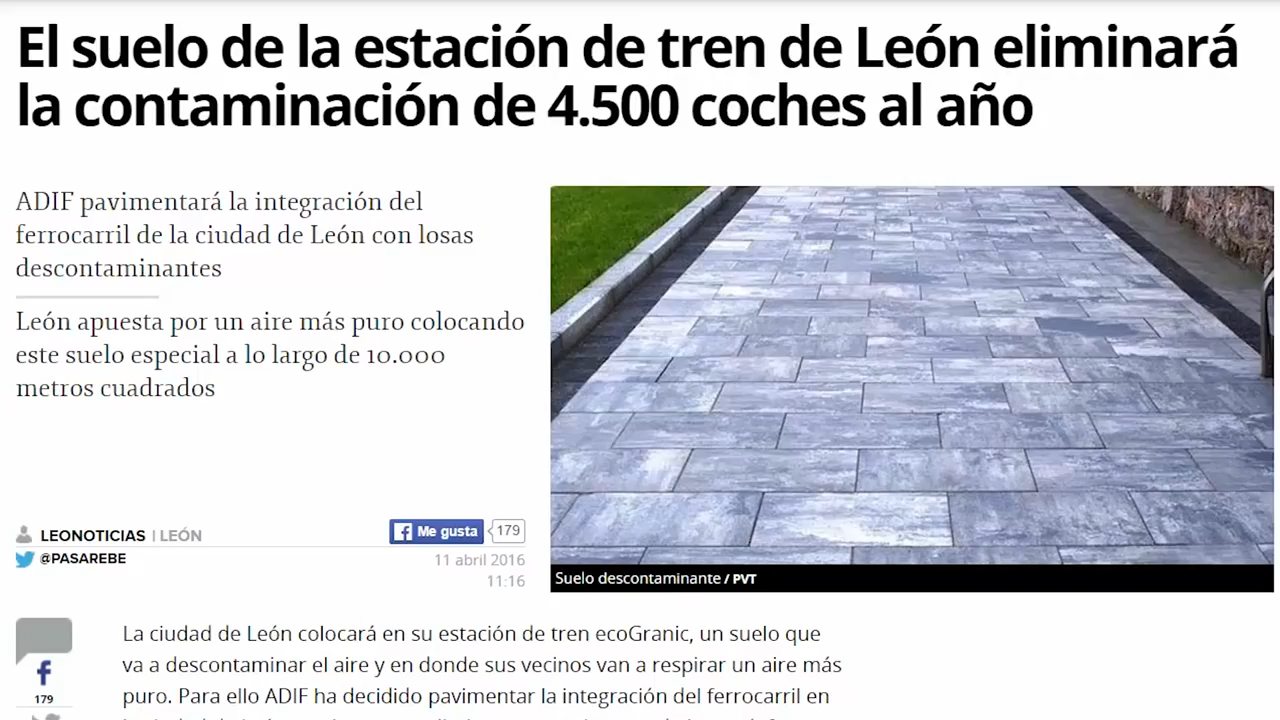 El suelo de la estación de tren de León eliminará
la contaminación de 4.500 coches al año
ADIF pavimentará la integración del
ferrocarril de la ciudad de León con losas
descontaminantes
León apuesta por un aire más puro colocando
este suelo especial a lo largo de 10.000
metros cuadrados
LEONOTICIAS | LEÓN
@PASAREBE
Me gusta 179
11 abril 2016
11:16
Suelo descontaminante / PVT
179
La ciudad de León colocará en su estación de tren ecoGranic, un suelo que
va a descontaminar el aire y en donde sus vecinos van a respirar un aire más
puro. Para ello ADIF ha decidido pavimentar la integración del ferrocarril en